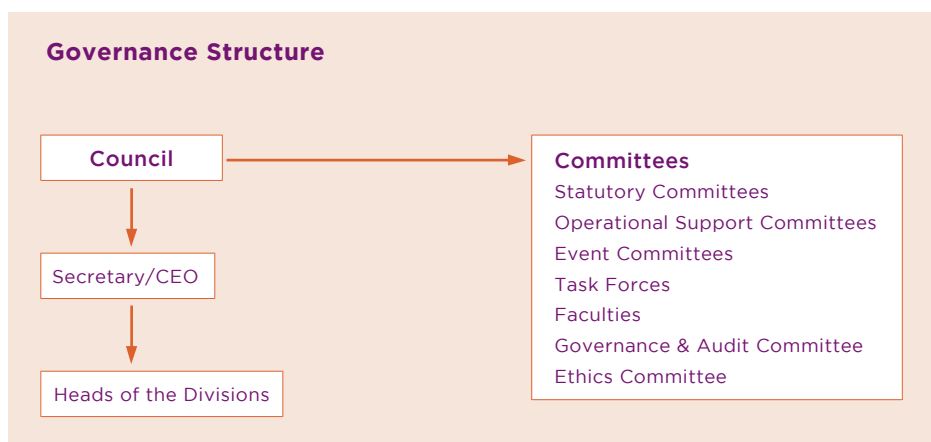 Governance Structure
Council
Secretary/CEO
Heads of the Divisions
Committees
Statutory Committees
Operational Support Committees
Event Committees
Task Forces
Faculties
Governance & Audit Committee
Ethics Committee